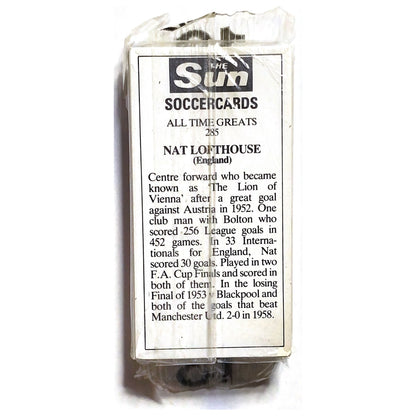 THE
Sun
SOCCERCARDS
ALL TIME GREATS
285
NAT LOFTHOUSE
(England)
Centre forward who became
known as ‘The Lion of
Vienna’ after a great goal
against Austria in 1952. One
club man with Bolton who
scored 256 League goals in
452 games. In 33 Interna-
tionals for England, Nat
scored 30 goals. Played in two
F.A. Cup Finals and scored in
both of them. In the losing
Final of 1953 v Blackpool and
both of the goals that beat
Manchester Utd. 2-0 in 1958.